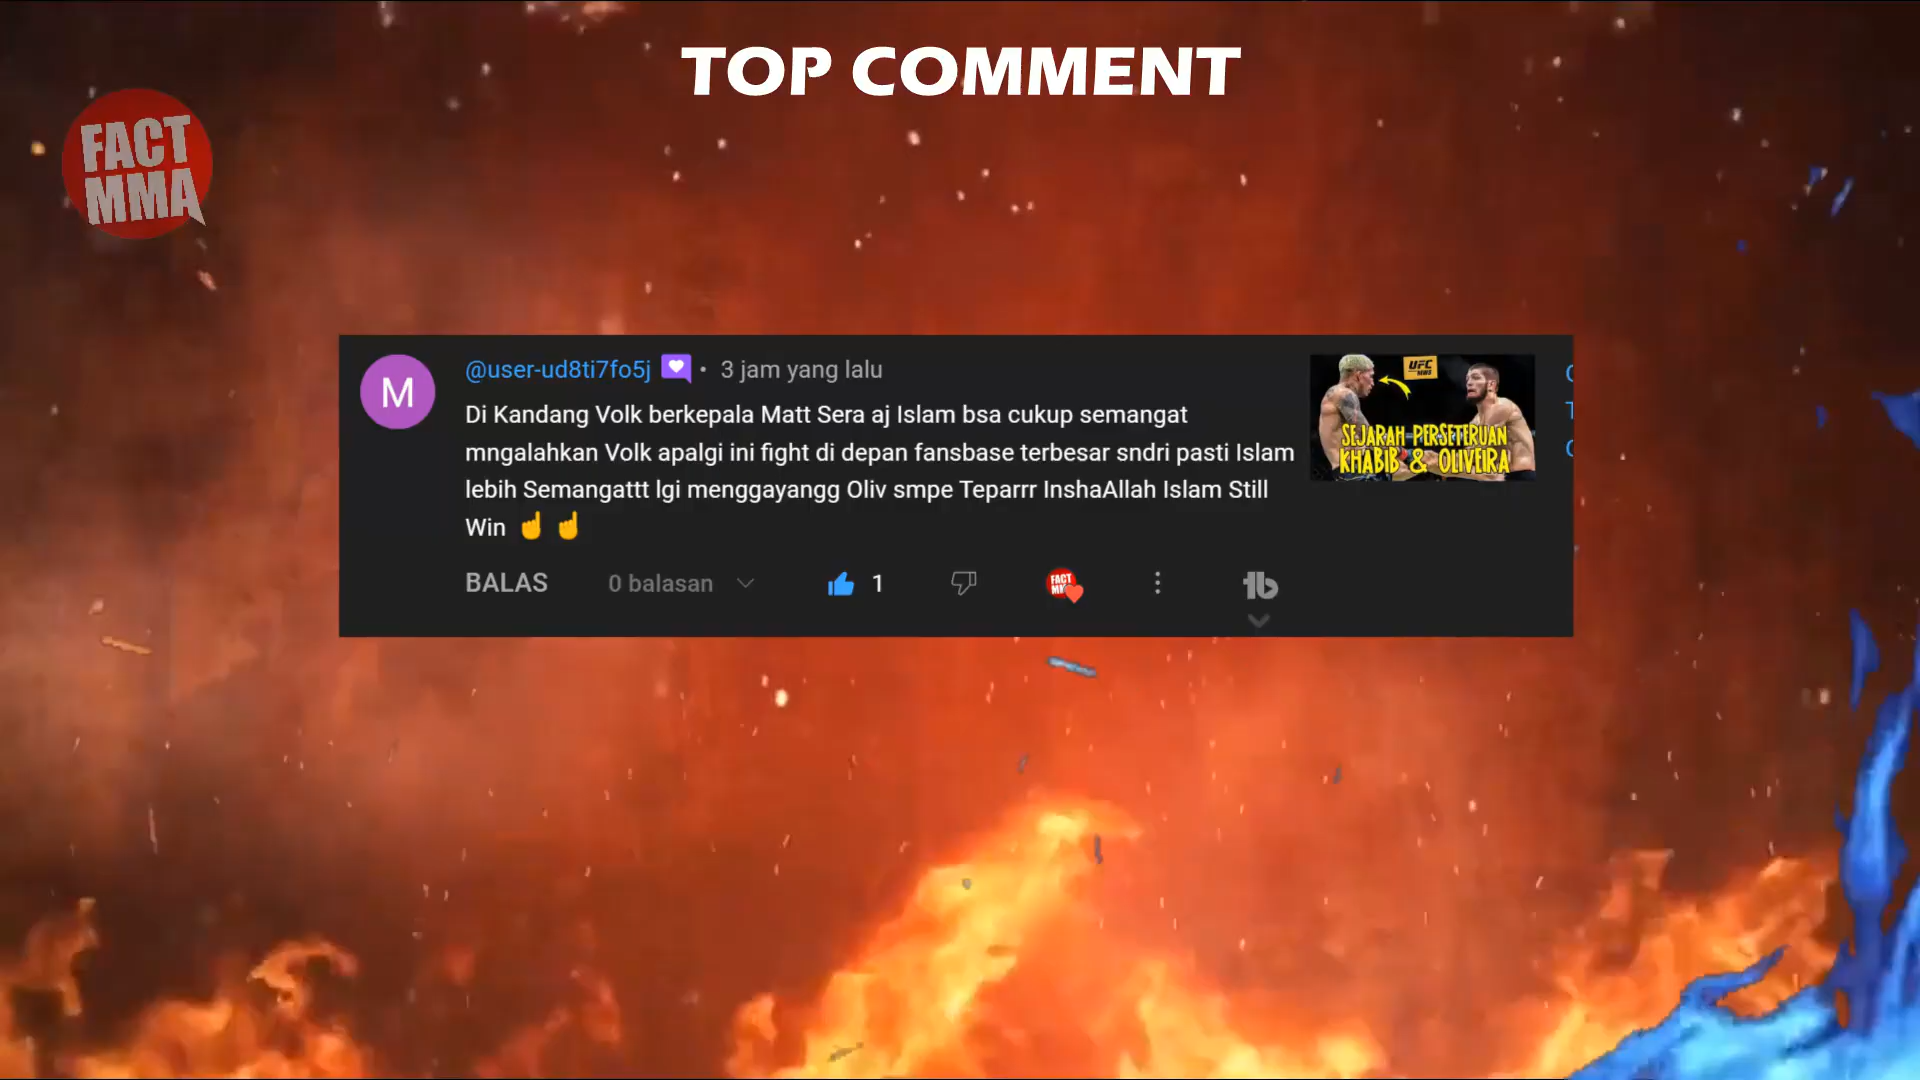 TOP COMMENT
FACT
MMA
M
@user-ud8ti7fo5j • 3 jam yang lalu
Di Kandang Volk berkepala Matt Sera aj Islam bsa cukup semangat
mngalahkan Volk apalgi ini fight di depan fansbase terbesar sndri pasti Islam
lebih Semangattt lgi menggayangg Oliv smpe Teparrr InshaAllah Islam Still
Win ☝ ☝
UFC
SEJARAH PERSETERUAN
KHABIB & OLIVEIRA
BALAS 0 balasan 1